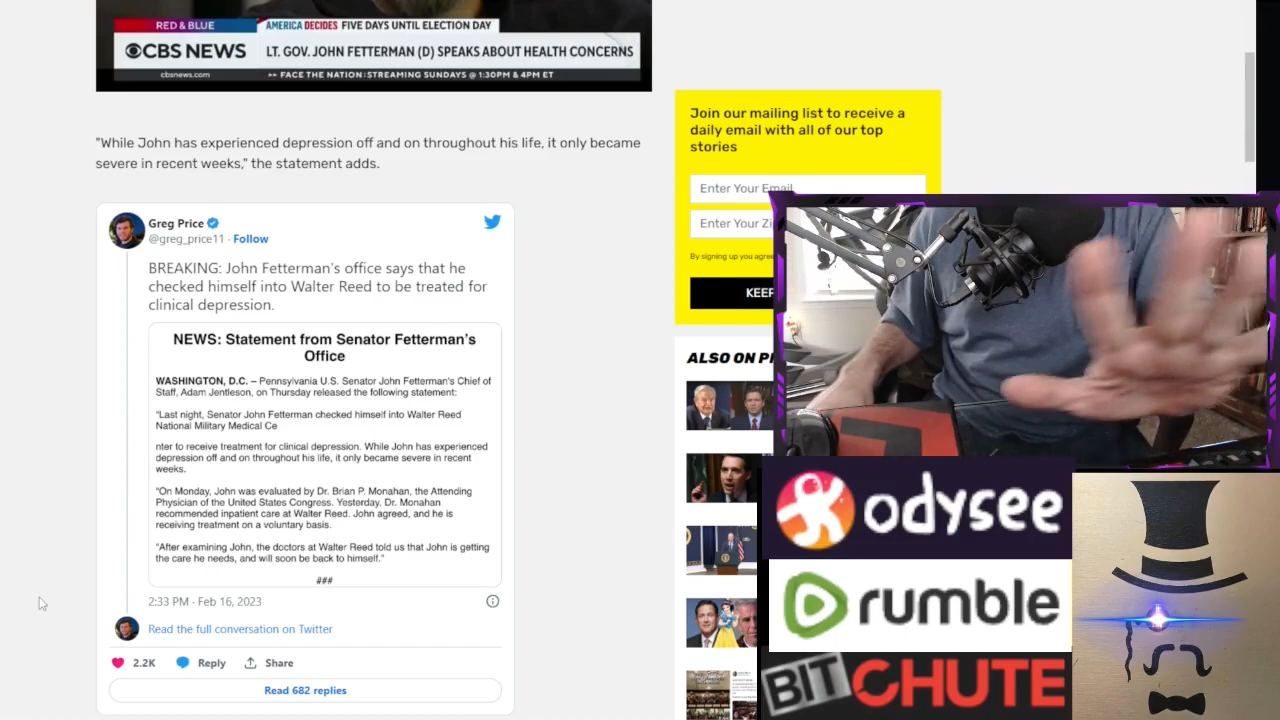 RED & BLUE
AMERICA DECIDES FIVE DAYS UNTIL ELECTION DAY
CBS NEWS
LT. GOV. JOHN FETTERMAN (D) SPEAKS ABOUT HEALTH CONCERNS
cbsnews.com
FACE THE NATION: STREAMING SUNDAYS @ 1:30PM & 4PM ET
"While John has experienced depression off and on throughout his life, it only became
severe in recent weeks," the statement adds.
Greg Price
@greg_price11 · Follow
BREAKING: John Fetterman's office says that he
checked himself into Walter Reed to be treated for
clinical depression.
NEWS: Statement from Senator Fetterman's
Office
WASHINGTON, D.C. – Pennsylvania U.S. Senator John Fetterman's Chief of
Staff, Adam Jentleson, on Thursday released the following statement:
"Last night, Senator John Fetterman checked himself into Walter Reed
National Military Medical Ce
nter to receive treatment for clinical depression. While John has experienced
depression off and on throughout his life, it only became severe in recent
weeks.
"On Monday, John was evaluated by Dr. Brian P. Monahan, the Attending
Physician of the United States Congress. Yesterday, Dr. Monahan
recommended inpatient care at Walter Reed. John agreed, and he is
receiving treatment on a voluntary basis.
"After examining John, the doctors at Walter Reed told us that John is getting
the care he needs, and will soon be back to himself."
###
2:33 PM · Feb 16, 2023
Read the full conversation on Twitter
2.2K Reply Share
Read 682 replies
Join our mailing list to receive a
daily email with all of our top
stories
Enter Your Email
Enter Your
By signing up you
KEEP
ALSO ON
odysee
rumble
BITCHUTE